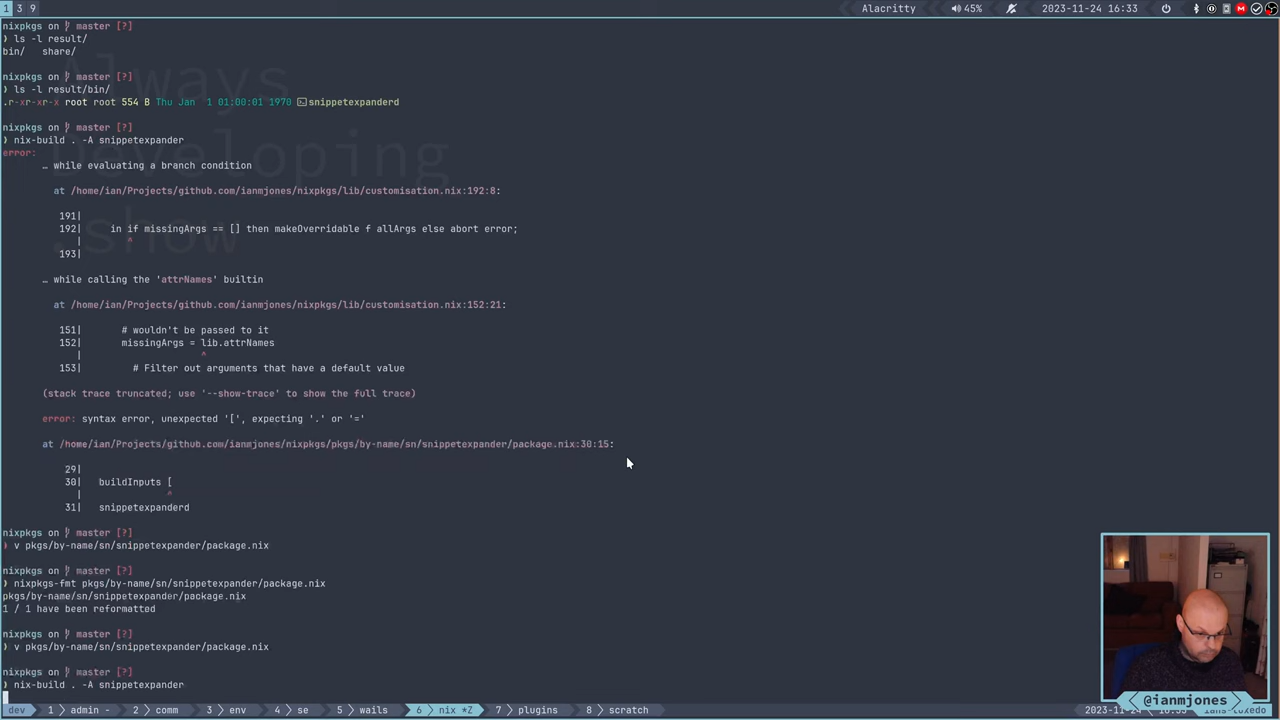 1 3 9 Alacritty 45% 2023-11-24 16:33
nixpkgs on master [?]
❯ ls -l result/
bin/ share/
nixpkgs on master [?]
❯ ls -l result/bin/
.r-xr-xr-x root root 554 B Thu Jan 1 01:00:01 1970 snippetexpanderd
nixpkgs on master [?]
❯ nix-build . -A snippetexpander
error:
… while evaluating a branch condition
at /home/ian/Projects/github.com/ianmjones/nixpkgs/lib/customisation.nix:192:8:
191|
192| in if missingArgs == [] then makeOverridable f allArgs else abort error;
| ^
193|
… while calling the 'attrNames' builtin
at /home/ian/Projects/github.com/ianmjones/nixpkgs/lib/customisation.nix:152:21:
151| # wouldn't be passed to it
152| missingArgs = lib.attrNames
| ^
153| # Filter out arguments that have a default value
(stack trace truncated; use '--show-trace' to show the full trace)
error: syntax error, unexpected '[', expecting '.' or '='
at /home/ian/Projects/github.com/ianmjones/nixpkgs/pkgs/by-name/sn/snippetexpander/package.nix:30:15:
29|
30| buildInputs [
| ^
31| snippetexpanderd
nixpkgs on master [?]
❯ v pkgs/by-name/sn/snippetexpander/package.nix
nixpkgs on master [?]
❯ nixpkgs-fmt pkgs/by-name/sn/snippetexpander/package.nix
pkgs/by-name/sn/snippetexpander/package.nix
1 / 1 have been reformatted
nixpkgs on master [?]
❯ v pkgs/by-name/sn/snippetexpander/package.nix
nixpkgs on master [?]
❯ nix-build . -A snippetexpander
Always
Developing
.show
@ianmjones
dev 1 admin - 2 comm 3 env 4 se 5 wails 6 nix *Z 7 plugins 8 scratch 2023-11-24